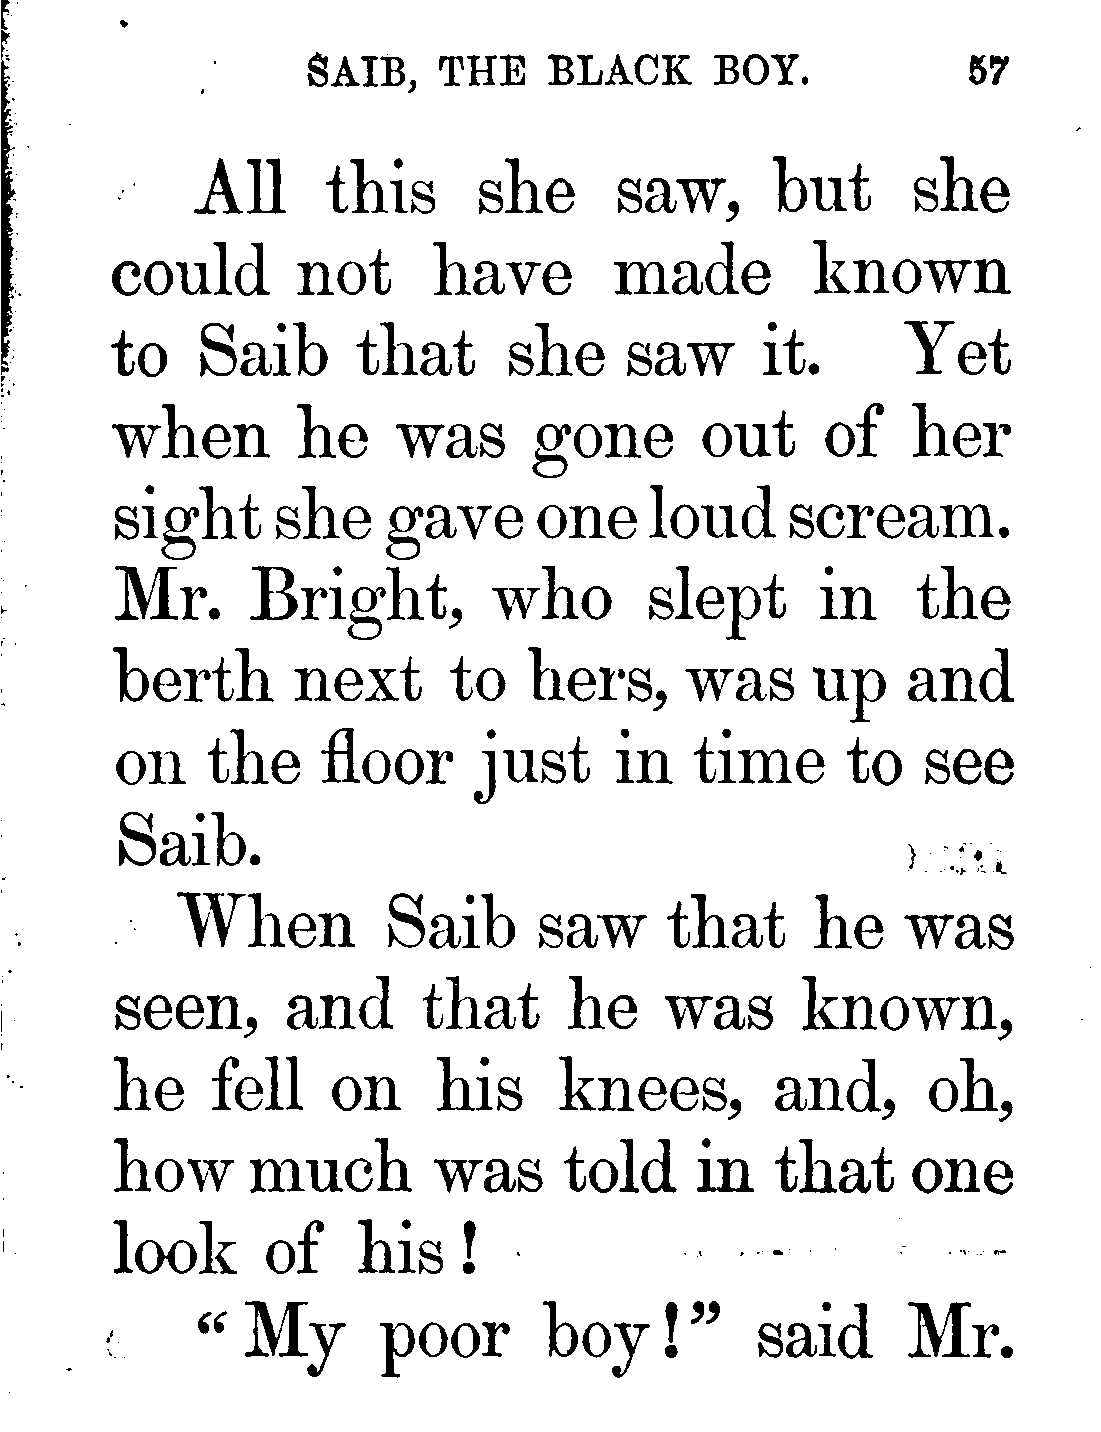 SAIB, THE BLACK BOY. 57
All this she saw, but she
could not have made known
to Saib that she saw it. Yet
when he was gone out of her
sight she gave one loud scream.
Mr. Bright, who slept in the
berth next to hers, was up and
on the floor just in time to see
Saib.
When Saib saw that he was
seen, and that he was known,
he fell on his knees, and, oh,
how much was told in that one
look of his!
“My poor boy!” said Mr.